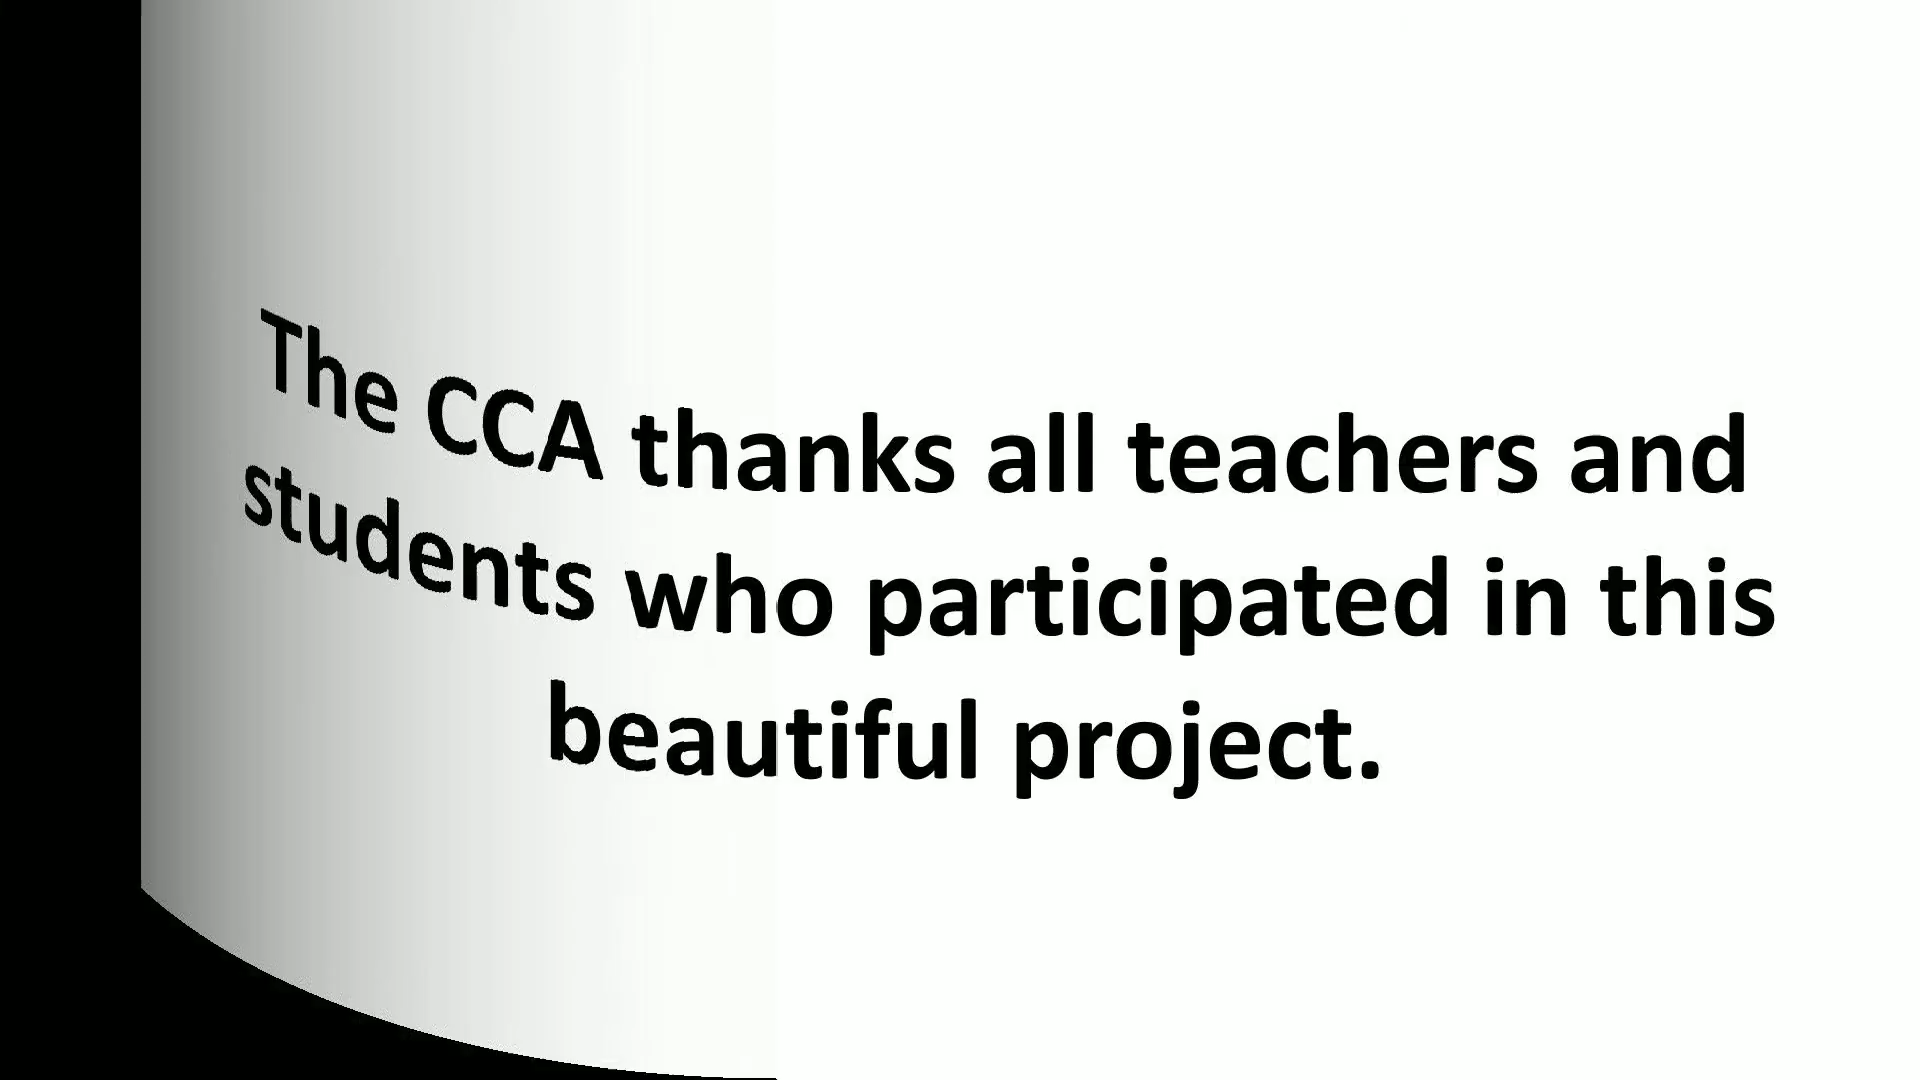 The CCA thanks all teachers and
students who participated in this
beautiful project.